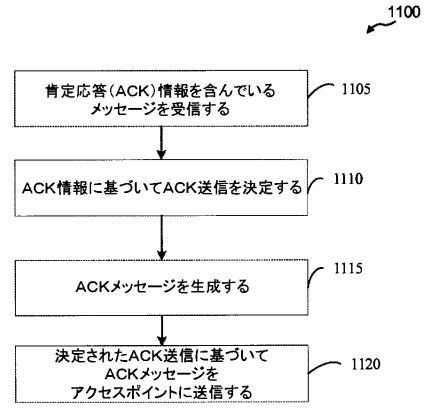 1100
肯定応答(ACK)情報を含んでいる
メッセージを受信する
1105
ACK情報に基づいてACK送信を決定する
1110
ACKメッセージを生成する
1115
決定されたACK送信に基づいて
ACKメッセージを
アクセスポイントに送信する
1120